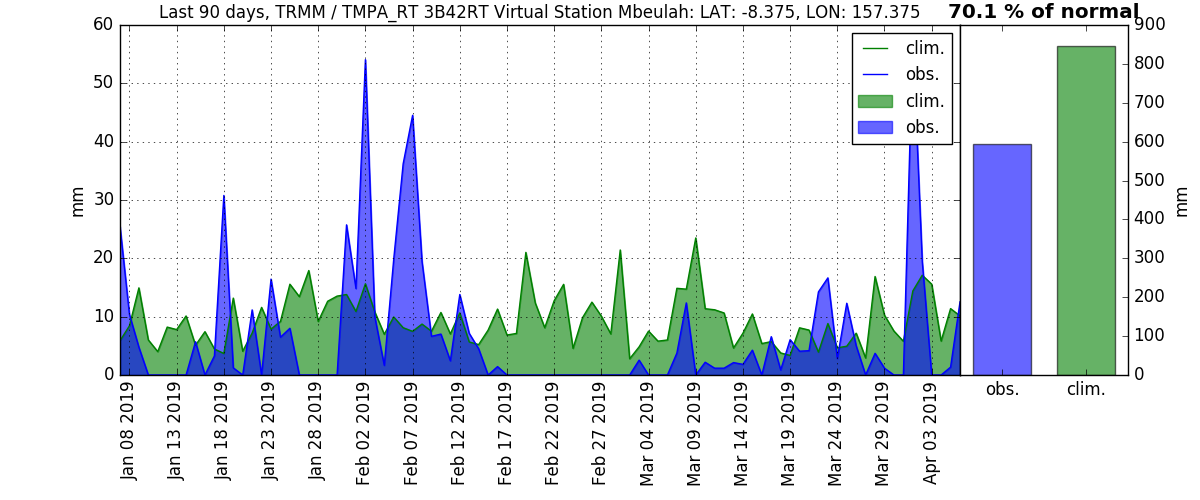 Last 90 days, TRMM / TMPA_RT 3B42RT Virtual Station Mbeulah: LAT: -8.375, LON: 157.375
70.1 % of normal
clim.
obs.
clim.
obs.
60
50
40
30
20
10
0
mm
Jan 08 2019
Jan 13 2019
Jan 18 2019
Jan 23 2019
Jan 28 2019
Feb 02 2019
Feb 07 2019
Feb 12 2019
Feb 17 2019
Feb 22 2019
Feb 27 2019
Mar 04 2019
Mar 09 2019
Mar 14 2019
Mar 19 2019
Mar 24 2019
Mar 29 2019
Apr 03 2019
900
800
700
600
500
400
300
200
100
0
mm
obs.
clim.